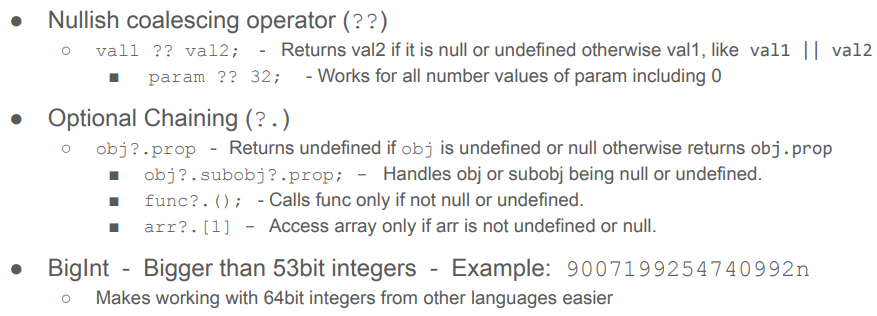 ● Nullish coalescing operator (??)
○ val1 ?? val2; - Returns val2 if it is null or undefined otherwise val1, like val1 || val2
■ param ?? 32; - Works for all number values of param including 0
● Optional Chaining (?.)
○ obj?.prop - Returns undefined if obj is undefined or null otherwise returns obj.prop
■ obj?.subobj?.prop; - Handles obj or subobj being null or undefined.
■ func?.(); - Calls func only if not null or undefined.
■ arr?.[1] - Access array only if arr is not undefined or null.
● BigInt - Bigger than 53bit integers - Example: 9007199254740992n
○ Makes working with 64bit integers from other languages easier